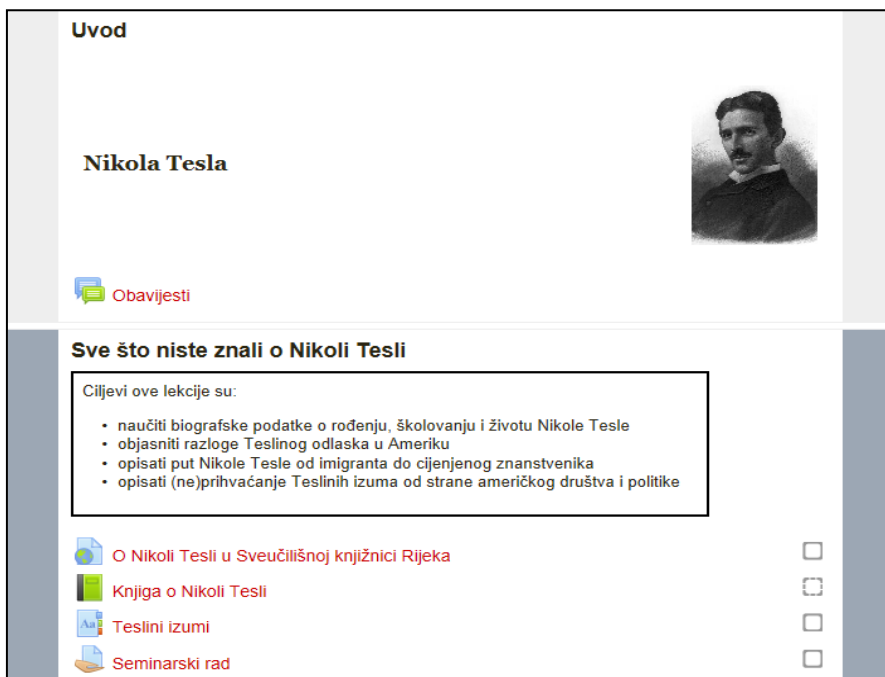 Uvod
Nikola Tesla
Obavijesti
Sve što niste znali o Nikoli Tesli
Ciljevi ove lekcije su:
• naučiti biografske podatke o rođenju, školovanju i životu Nikole Tesle
• objasniti razloge Teslinog odlaska u Ameriku
• opisati put Nikole Tesle od imigranta do cijenjenog znanstvenika
• opisati (ne)prihvaćanje Teslinih izuma od strane američkog društva i politike
O Nikoli Tesli u Sveučilišnoj knjižnici Rijeka
Knjiga o Nikoli Tesli
Aa
Teslini izumi
Seminarski rad